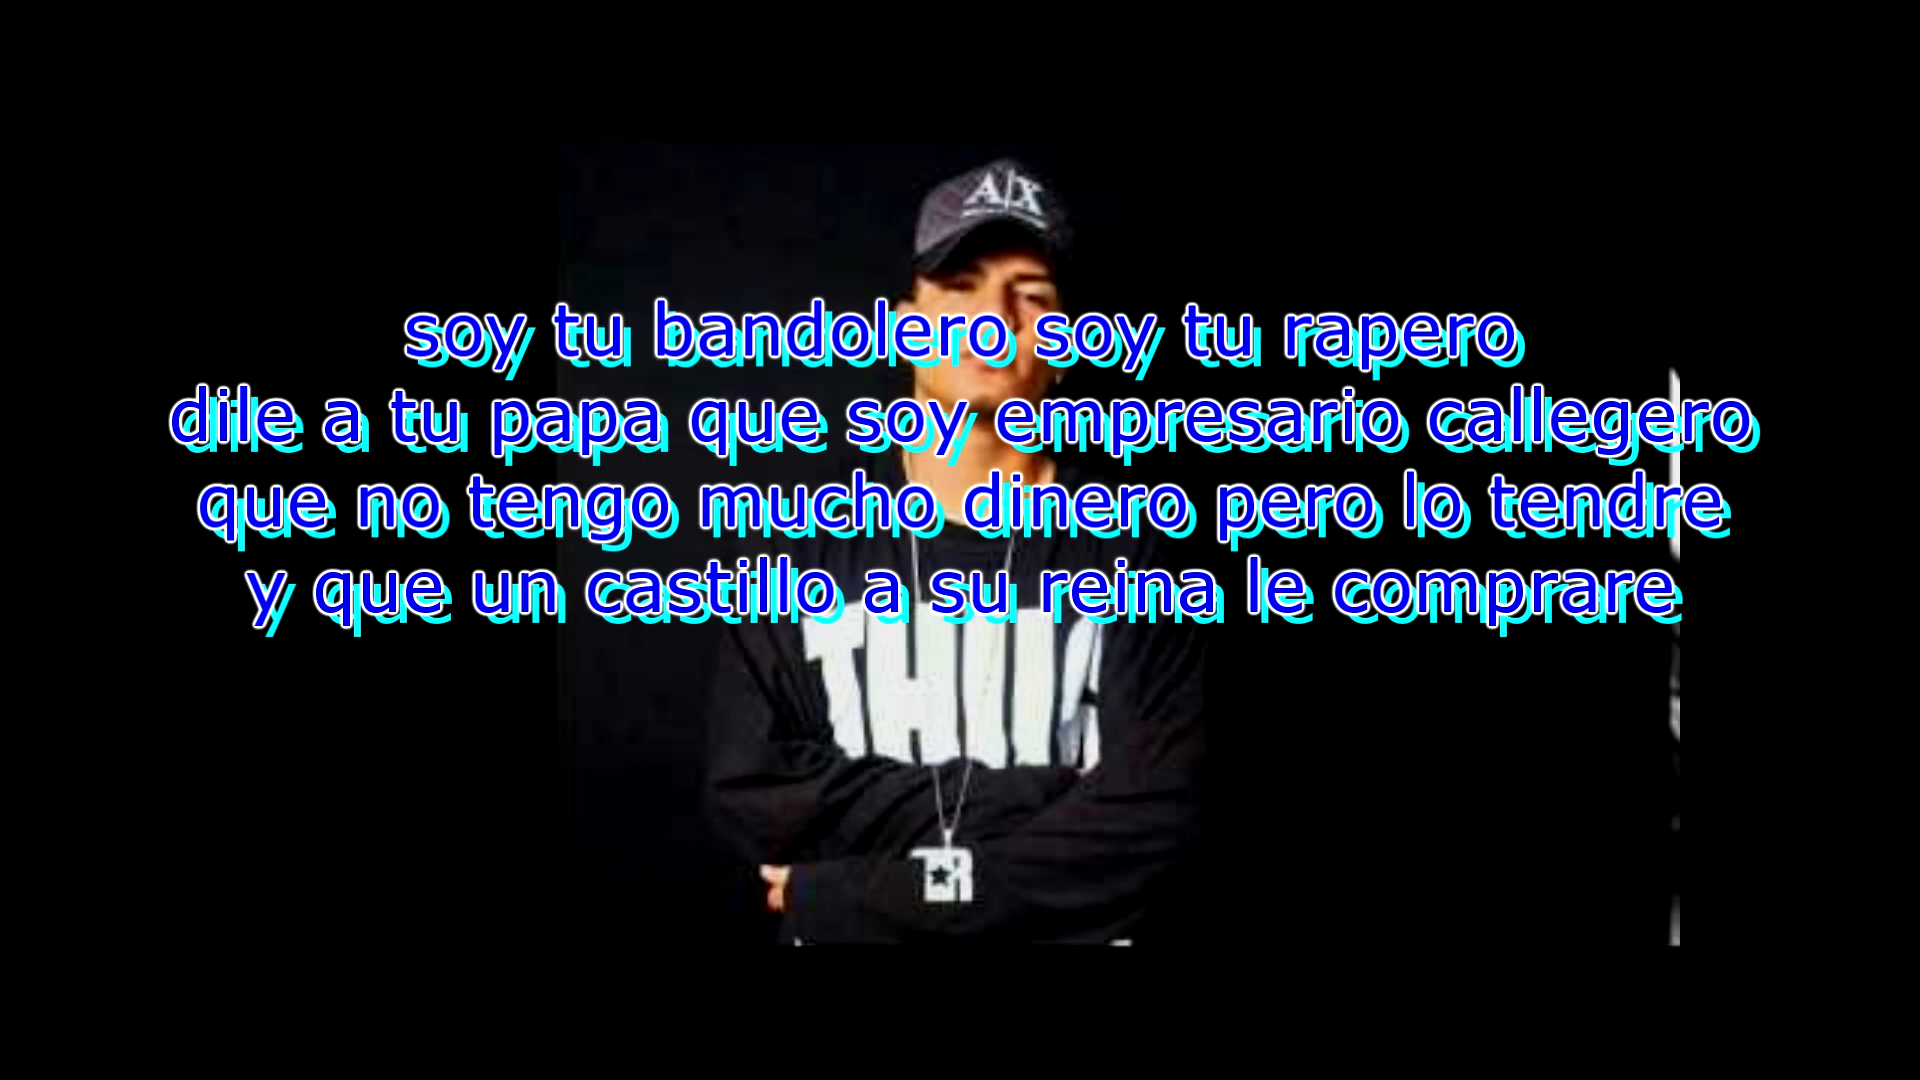 A|X
soy tu bandolero soy tu rapero
dile a tu papa que soy empresario callegero
que no tengo mucho dinero pero lo tendre
y que un castillo a su reina le comprare